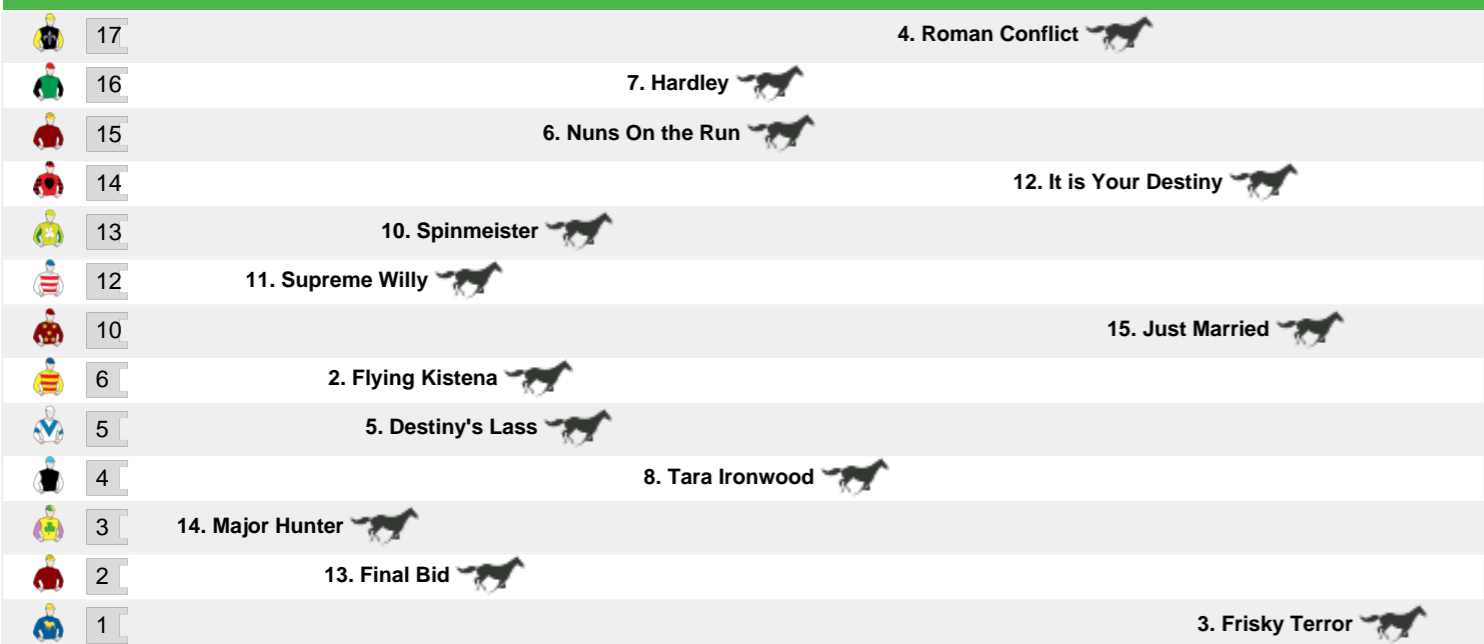 17 4. Roman Conflict
16 7. Hardley
15 6. Nuns On the Run
14 12. It is Your Destiny
13 10. Spinmeister
12 11. Supreme Willy
10 15. Just Married
6 2. Flying Kistena
5 5. Destiny's Lass
4 8. Tara Ironwood
3 14. Major Hunter
2 13. Final Bid
1 3. Frisky Terror